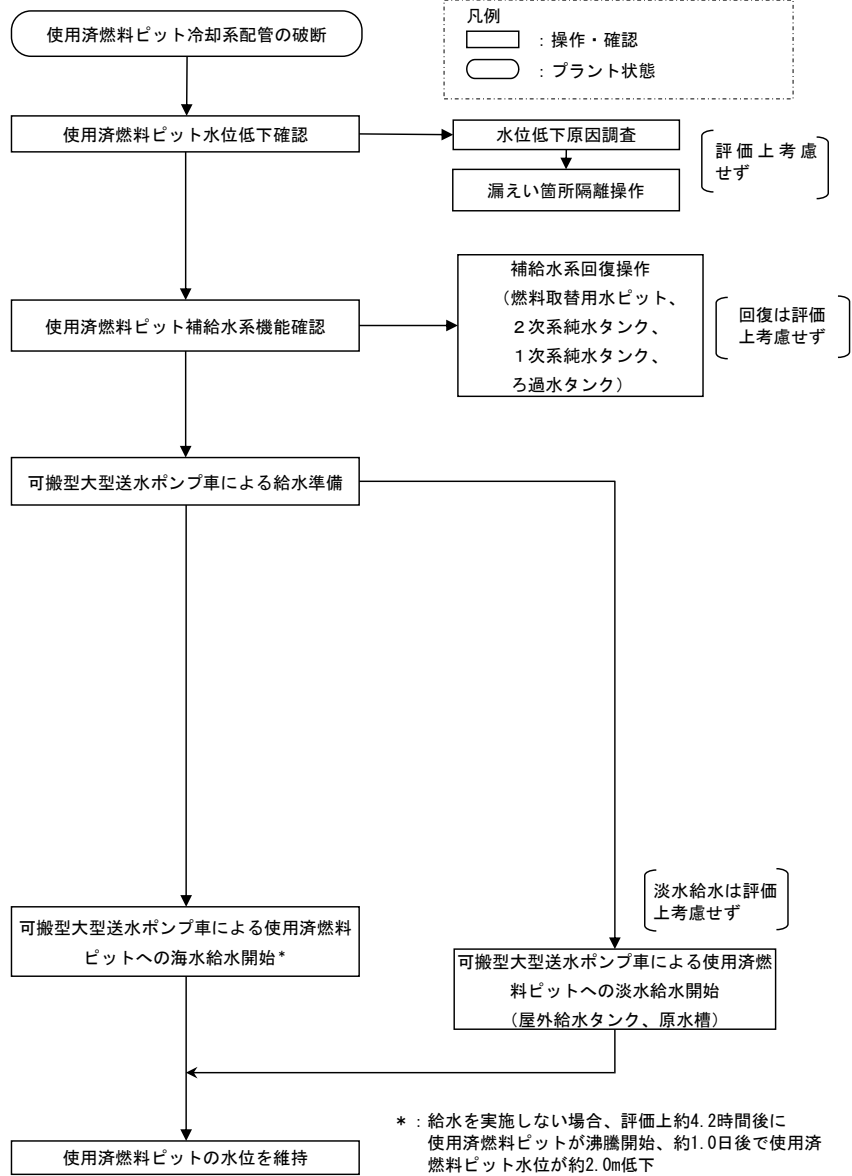 使用済燃料ピット冷却系配管の破断
凡例
：操作・確認
：プラント状態
使用済燃料ピット水位低下確認
水位低下原因調査
漏えい箇所隔離操作
評価上考慮
せず
使用済燃料ピット補給水系機能確認
補給水系回復操作
（燃料取替用水ピット、
２次系純水タンク、
１次系純水タンク、
ろ過水タンク）
回復は評価
上考慮せず
可搬型大型送水ポンプ車による給水準備
可搬型大型送水ポンプ車による使用済燃料
ピットへの海水給水開始*
淡水給水は評価
上考慮せず
可搬型大型送水ポンプ車による使用済燃
料ピットへの淡水給水開始
（屋外給水タンク、原水槽）
使用済燃料ピットの水位を維持
*：給水を実施しない場合、評価上約4.2時間後に
使用済燃料ピットが沸騰開始、約1.0日後で使用済
燃料ピット水位が約2.0m低下